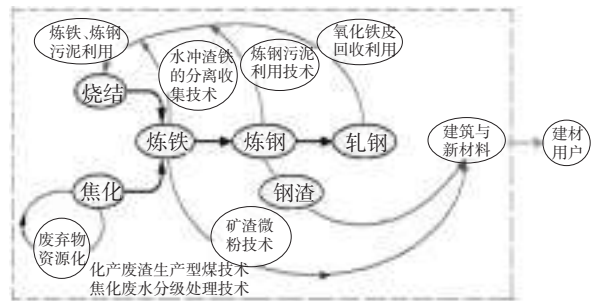 炼铁、炼钢
污泥利用
水冲渣铁
的分离收
集技术
炼钢污泥
利用技术
氧化铁皮
回收利用
烧结
炼铁
炼钢
轧钢
建筑与
新材料
建材
用户
焦化
钢渣
废弃物
资源化
矿渣微
粉技术
化产废渣生产型煤技术
焦化废水分级处理技术